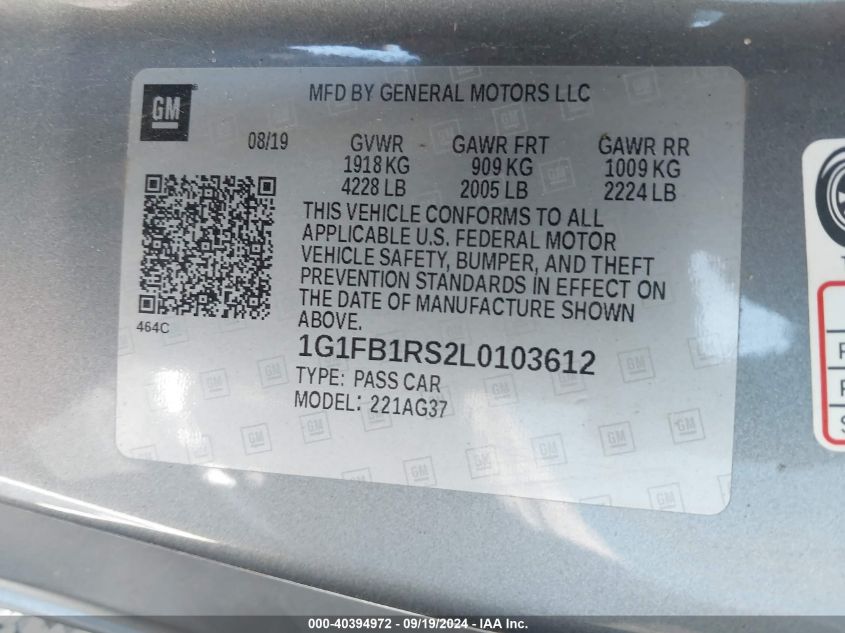 MFD BY GENERAL MOTORS LLC
GM
08/19 GVWR GAWR FRT GAWR RR
1918 KG 909 KG 1009 KG
4228 LB 2005 LB 2224 LB
THIS VEHICLE CONFORMS TO ALL
APPLICABLE U.S. FEDERAL MOTOR
VEHICLE SAFETY, BUMPER, AND THEFT
PREVENTION STANDARDS IN EFFECT ON
THE DATE OF MANUFACTURE SHOWN
ABOVE.
464C
1G1FB1RS2L0103612
TYPE: PASS CAR
MODEL: 221AG37
000-40394972 - 09/19/2024 - IAA Inc.